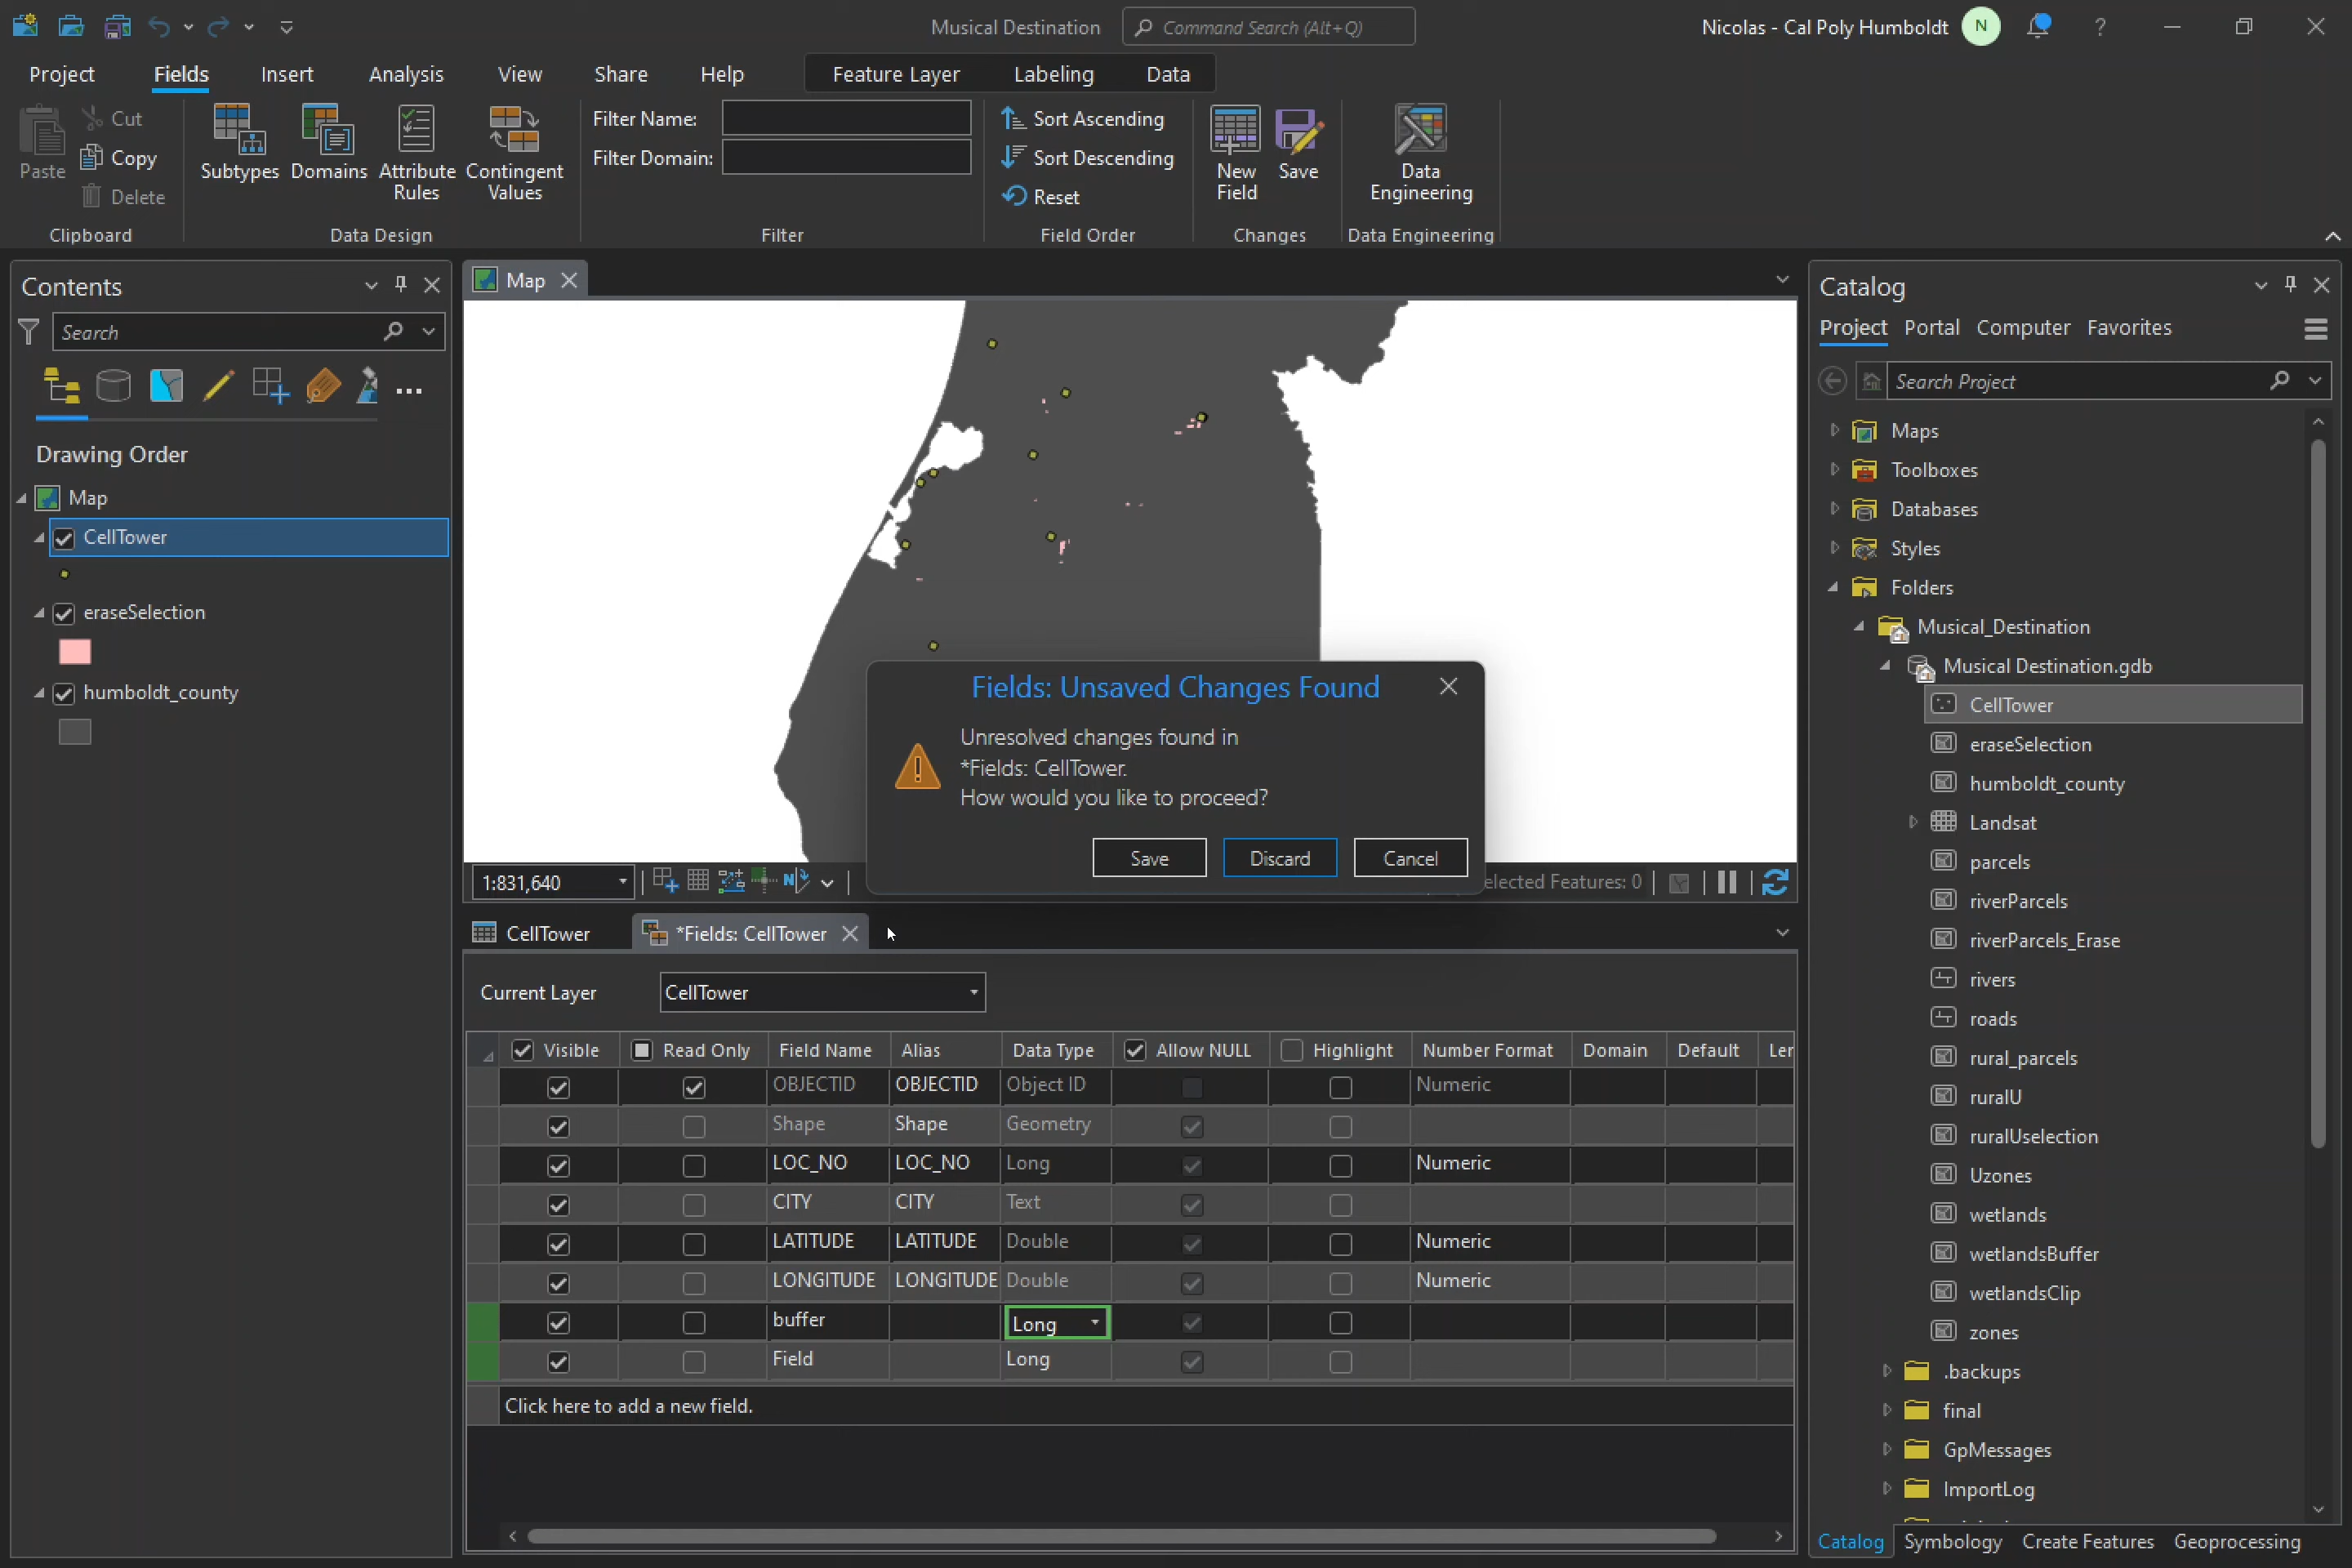 Musical Destination
Command Search (Alt+Q)
Nicolas - Cal Poly Humboldt
N
?
Project
Fields
Insert
Analysis
View
Share
Help
Feature Layer
Labeling
Data
Paste
Cut
Copy
Delete
Clipboard
Subtypes
Domains
Attribute Rules
Contingent Values
Data Design
Filter Name:
Filter Domain:
Filter
Sort Ascending
Sort Descending
Reset
Field Order
New Field
Save
Changes
Data Engineering
Data Engineering
Contents
Search
Drawing Order
Map
CellTower
eraseSelection
humboldt_county
Map
Fields: Unsaved Changes Found
Unresolved changes found in
*Fields: CellTower.
How would you like to proceed?
Save
Discard
Cancel
1:831,640
elected Features: 0
CellTower
*Fields: CellTower
Current Layer
CellTower
Visible Read Only Field Name Alias Data Type Allow NULL Highlight Number Format Domain Default Ler
OBJECTID OBJECTID Object ID Numeric
Shape Shape Geometry
LOC_NO LOC_NO Long Numeric
CITY CITY Text
LATITUDE LATITUDE Double Numeric
LONGITUDE LONGITUDE Double Numeric
buffer Long
Field Long
Click here to add a new field.
Catalog
Project Portal Computer Favorites
Search Project
Maps
Toolboxes
Databases
Styles
Folders
Musical_Destination
Musical Destination.gdb
CellTower
eraseSelection
humboldt_county
Landsat
parcels
riverParcels
riverParcels_Erase
rivers
roads
rural_parcels
ruralU
ruralUselection
Uzones
wetlands
wetlandsBuffer
wetlandsClip
zones
.backups
final
GpMessages
ImportLog
Catalog Symbology Create Features Geoprocessing